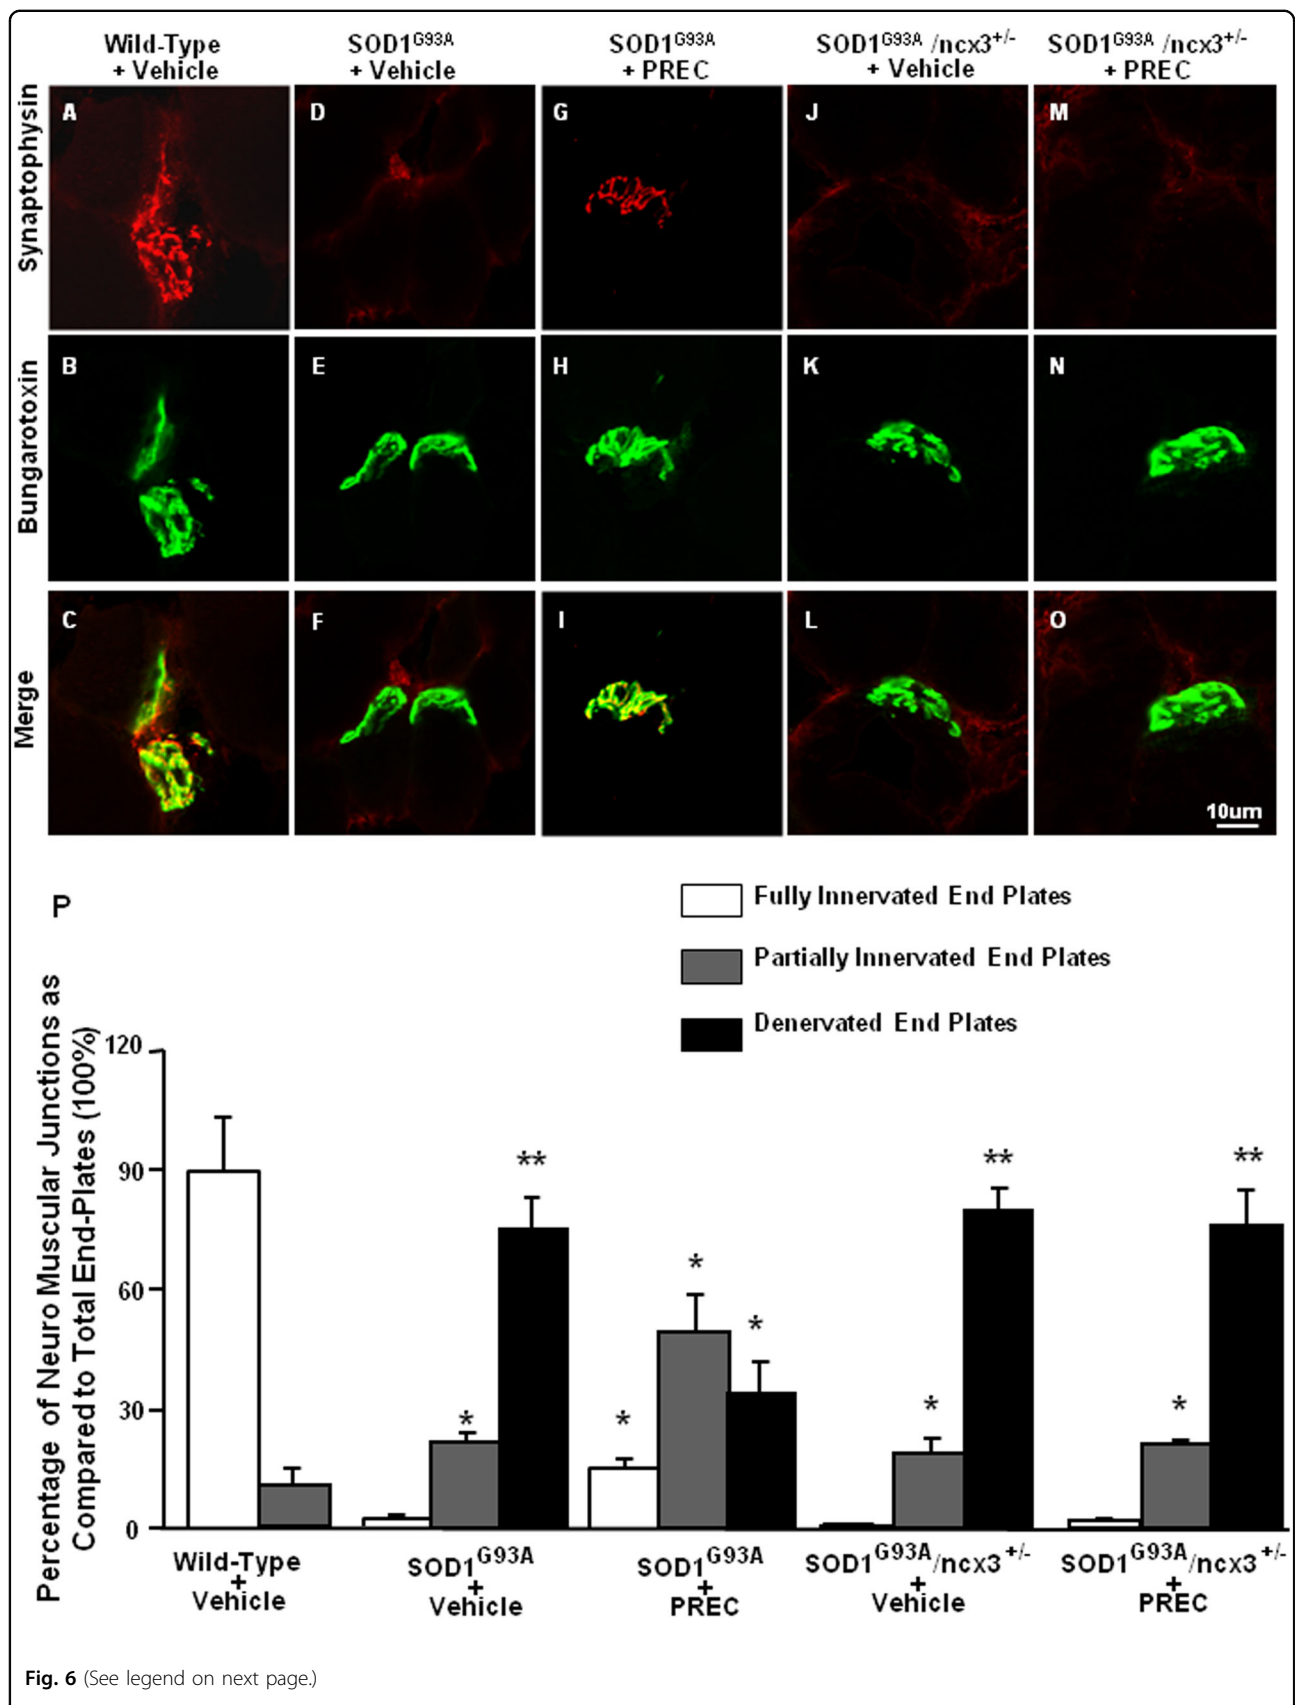 Wild-Type
+ Vehicle
SOD1G93A
+ Vehicle
SOD1G93A
+ PREC
SOD1G93A /ncx3+/-
+ Vehicle
SOD1G93A /ncx3+/-
+ PREC
Synaptophysin
A
D
G
J
M
Bungarotoxin
B
E
H
K
N
Merge
C
F
I
L
O
10um
P
Fully Innervated End Plates
Partially Innervated End Plates
Denervated End Plates
Percentage of Neuro Muscular Junctions as
Compared to Total End-Plates (100%)
120
90
60
30
0
*
**
*
*
*
*
**
*
**
Wild-Type
+
Vehicle
SOD1G93A
+
Vehicle
SOD1G93A
+
PREC
SOD1G93A/ncx3+/-
+
Vehicle
SOD1G93A/ncx3+/-
+
PREC
Fig. 6 (See legend on next page.)